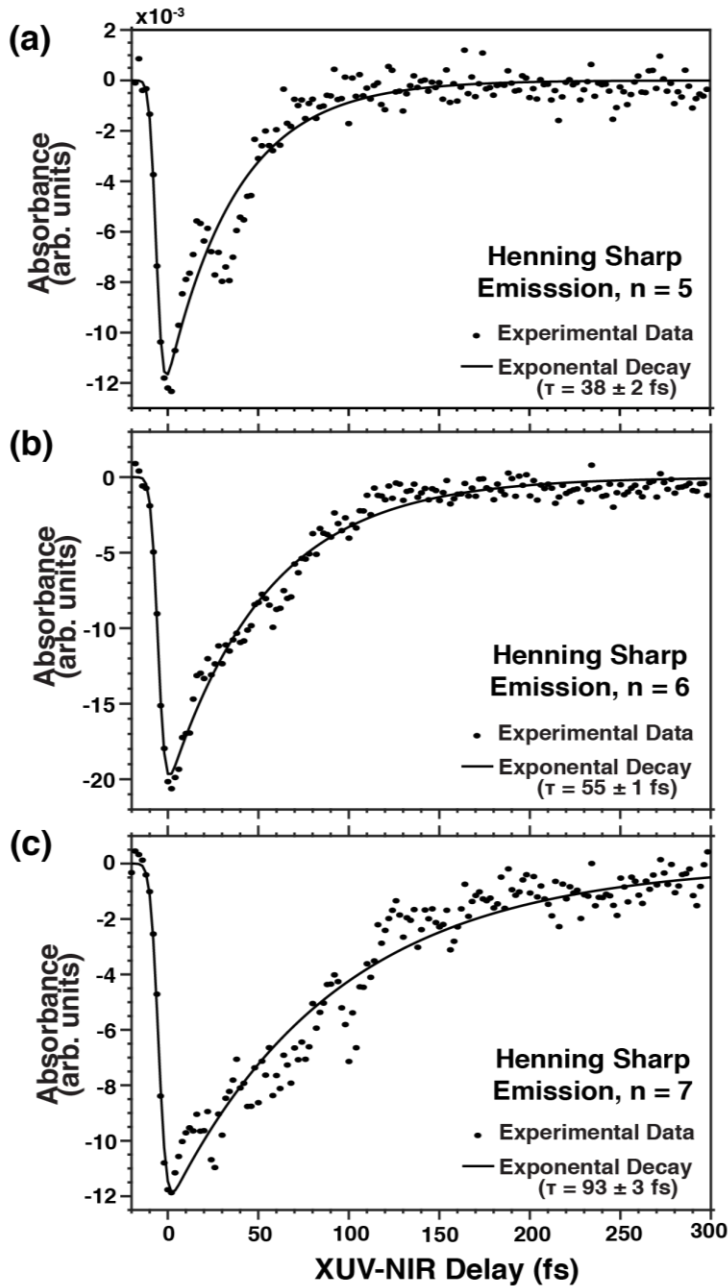 x10⁻³
(a)
2
0
-2
-4
-6
-8
-10
-12
Absorbance
(arb. units)
Henning Sharp
Emisssion, n = 5
Experimental Data
Exponental Decay
(τ = 38 ± 2 fs)
(b)
0
-5
-10
-15
-20
Absorbance
(arb. units)
Henning Sharp
Emission, n = 6
Experimental Data
Exponental Decay
(τ = 55 ± 1 fs)
(c)
0
-2
-4
-6
-8
-10
-12
Absorbance
(arb. units)
Henning Sharp
Emission, n = 7
Experimental Data
Exponental Decay
(τ = 93 ± 3 fs)
0 50 100 150 200 250 300
XUV-NIR Delay (fs)